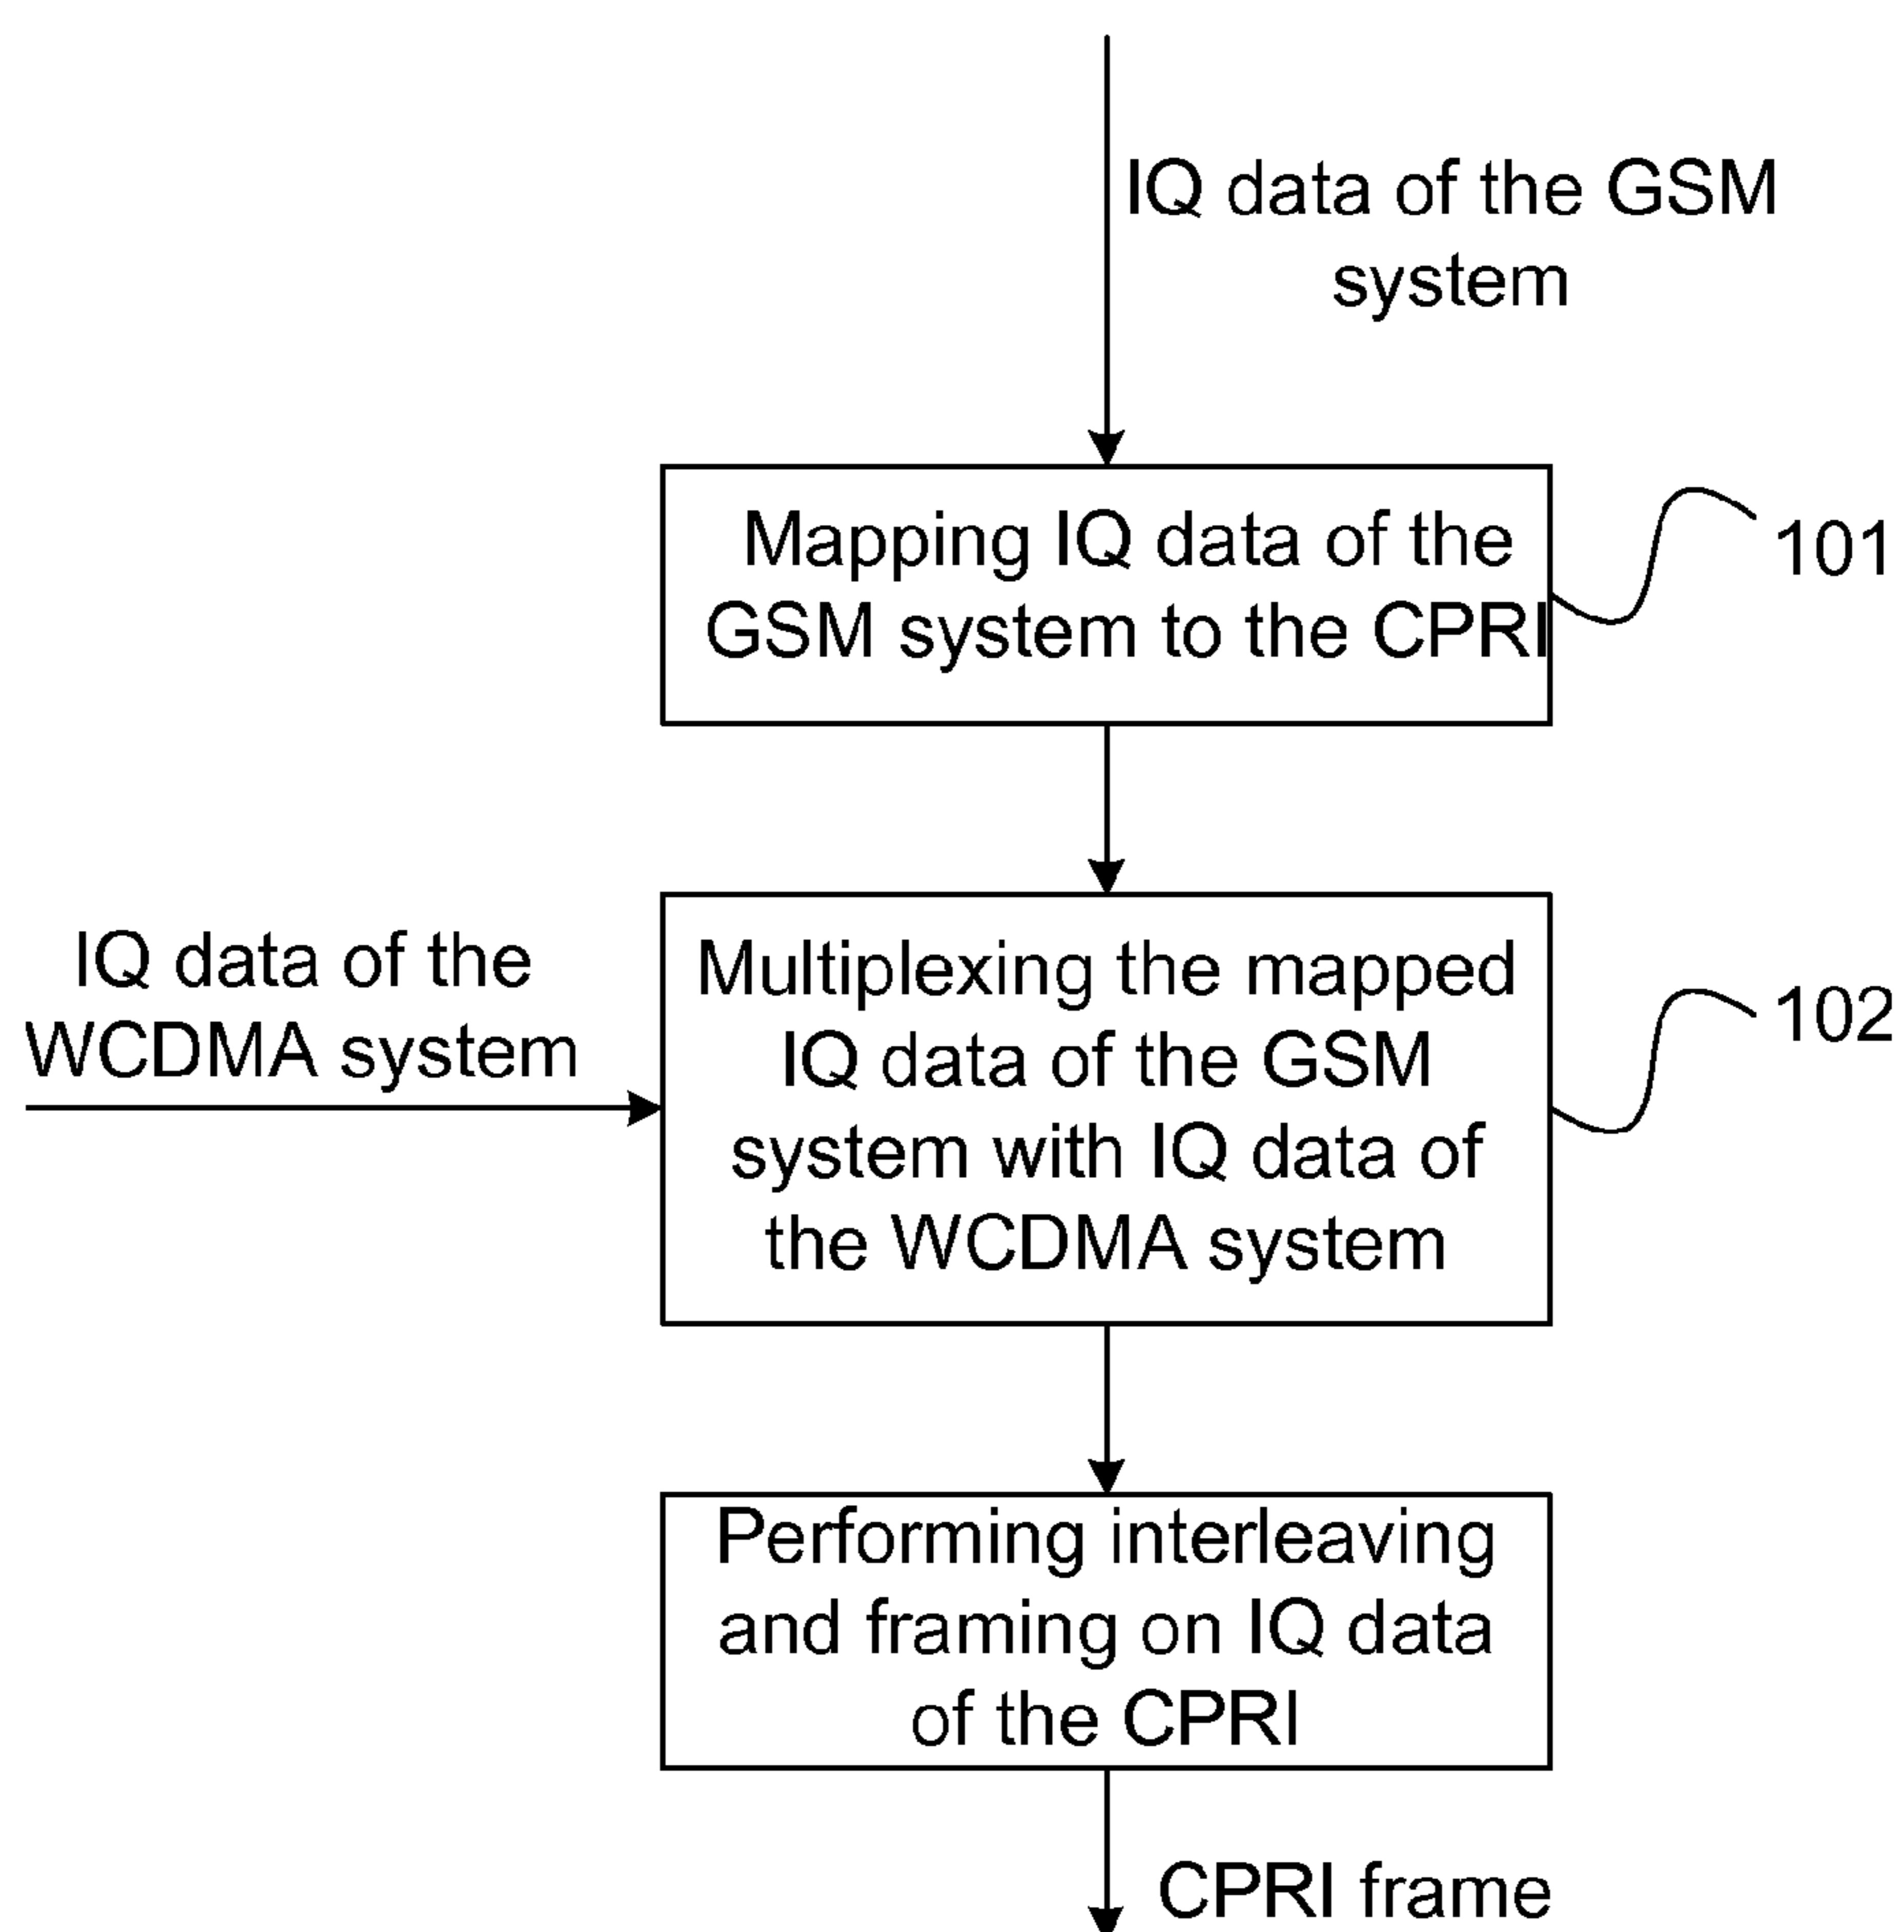 IQ data of the GSM
system
Mapping IQ data of the
GSM system to the CPRI
101
IQ data of the
WCDMA system
Multiplexing the mapped
IQ data of the GSM
system with IQ data of
the WCDMA system
102
Performing interleaving
and framing on IQ data
of the CPRI
CPRI frame